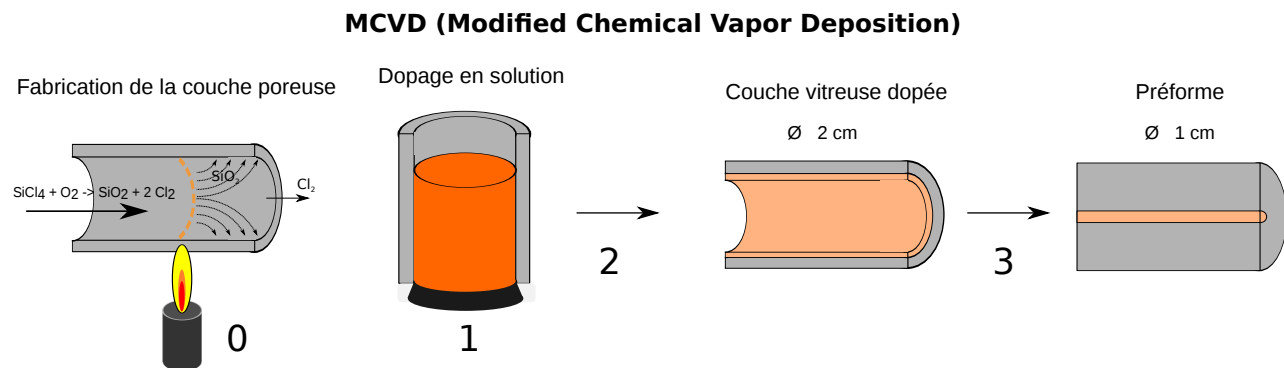 MCVD (Modified Chemical Vapor Deposition)
Fabrication de la couche poreuse
Dopage en solution
Couche vitreuse dopée
Préforme
Ø 2 cm
Ø 1 cm
SiO₂
SiCl4 + O2 -> SiO2 + 2 Cl2
Cl₂
0
1
2
3